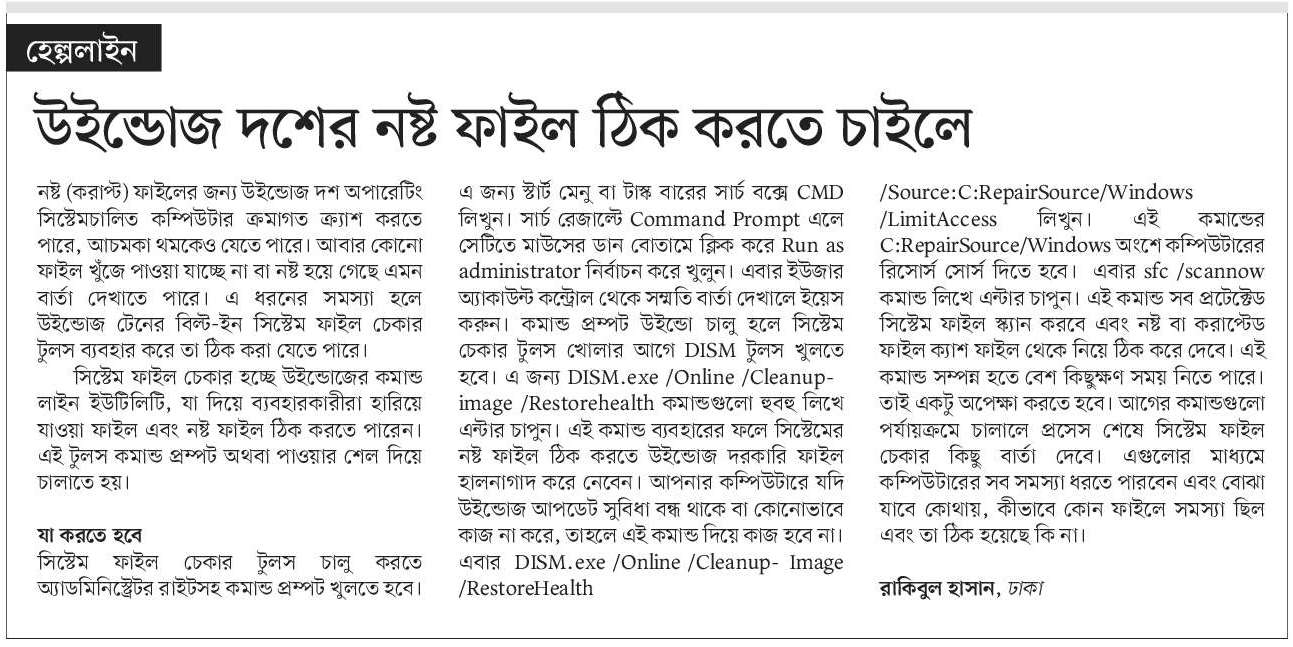 হেল্পলাইন
উইন্ডোজ দশের নষ্ট ফাইল ঠিক করতে চাইলে
নষ্ট (করাপ্ট) ফাইলের জন্য উইন্ডোজ দশ অপারেটিং
সিস্টেমচালিত কম্পিউটার ক্রমাগত ক্র্যাশ করতে
পারে, আচমকা থমকেও যেতে পারে। আবার কোনো
ফাইল খুঁজে পাওয়া যাচ্ছে না বা নষ্ট হয়ে গেছে এমন
বার্তা দেখাতে পারে। এ ধরনের সমস্যা হলে
উইন্ডোজ টেনের বিল্ট-ইন সিস্টেম ফাইল চেকার
টুলস ব্যবহার করে তা ঠিক করা যেতে পারে।
সিস্টেম ফাইল চেকার হচ্ছে উইন্ডোজের কমান্ড
লাইন ইউটিলিটি, যা দিয়ে ব্যবহারকারীরা হারিয়ে
যাওয়া ফাইল এবং নষ্ট ফাইল ঠিক করতে পারেন।
এই টুলস কমান্ড প্রম্পট অথবা পাওয়ার শেল দিয়ে
চালাতে হয়।
যা করতে হবে
সিস্টেম ফাইল চেকার টুলস চালু করতে
অ্যাডমিনিস্ট্রেটর রাইটসহ কমান্ড প্রম্পট খুলতে হবে।
এ জন্য স্টার্ট মেনু বা টাস্ক বারের সার্চ বক্সে CMD
লিখুন। সার্চ রেজাল্টে Command Prompt এলে
সেটিতে মাউসের ডান বোতামে ক্লিক করে Run as
administrator নির্বাচন করে খুলুন। এবার ইউজার
অ্যাকাউন্ট কন্ট্রোল থেকে সম্মতি বার্তা দেখালে ইয়েস
করুন। কমান্ড প্রম্পট উইন্ডো চালু হলে সিস্টেম
চেকার টুলস খোলার আগে DISM টুলস খুলতে
হবে। এ জন্য DISM.exe /Online /Cleanup-
image /Restorehealth কমান্ডগুলো হুবহু লিখে
এন্টার চাপুন। এই কমান্ড ব্যবহারের ফলে সিস্টেমের
নষ্ট ফাইল ঠিক করতে উইন্ডোজ দরকারি ফাইল
হালনাগাদ করে নেবেন। আপনার কম্পিউটারে যদি
উইন্ডোজ আপডেট সুবিধা বন্ধ থাকে বা কোনোভাবে
কাজ না করে, তাহলে এই কমান্ড দিয়ে কাজ হবে না।
এবার DISM.exe /Online /Cleanup- Image
/RestoreHealth
/Source:C:RepairSource/Windows
/LimitAccess লিখুন। এই কমান্ডের
C:RepairSource/Windows অংশে কম্পিউটারের
রিসোর্স সোর্স দিতে হবে। এবার sfc /scannow
কমান্ড লিখে এন্টার চাপুন। এই কমান্ড সব প্রটেক্টেড
সিস্টেম ফাইল স্ক্যান করবে এবং নষ্ট বা করাপ্টেড
ফাইল ক্যাশ ফাইল থেকে নিয়ে ঠিক করে দেবে। এই
কমান্ড সম্পন্ন হতে বেশ কিছুক্ষণ সময় নিতে পারে।
তাই একটু অপেক্ষা করতে হবে। আগের কমান্ডগুলো
পর্যায়ক্রমে চালালে প্রসেস শেষে সিস্টেম ফাইল
চেকার কিছু বার্তা দেবে। এগুলোর মাধ্যমে
কম্পিউটারের সব সমস্যা ধরতে পারবেন এবং বোঝা
যাবে কোথায়, কীভাবে কোন ফাইলে সমস্যা ছিল
এবং তা ঠিক হয়েছে কি না।
রাকিবুল হাসান, ঢাকা